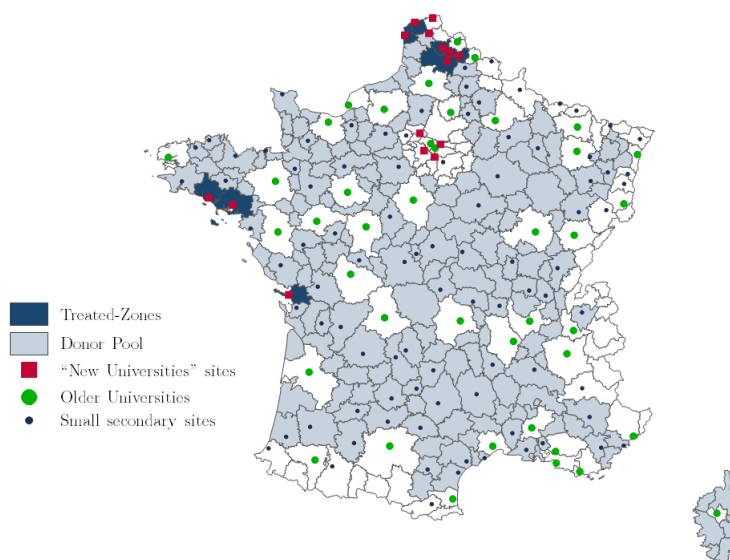 Treated-Zones
Donor Pool
“New Universities” sites
Older Universities
Small secondary sites